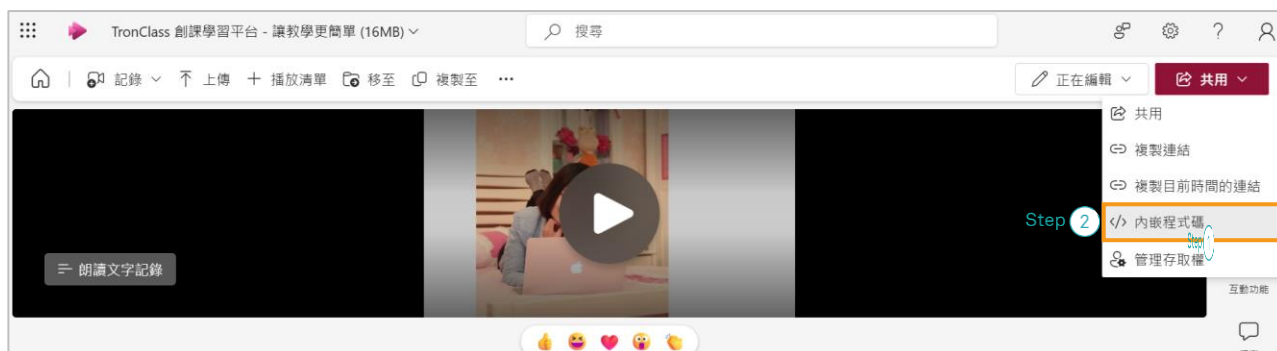 TronClass 創課學習平台 - 讓教學更簡單 (16MB)
搜尋
記錄 上傳 播放清單 移至 複製至 ...
正在編輯 共用
共用
複製連結
複製目前時間的連結
Step 2 內嵌程式碼
Step 1
管理存取權
朗讀文字記錄
互動功能